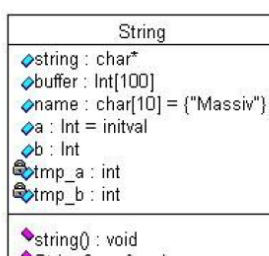 String
string : char*
buffer : Int[100]
name : char[10] = {"Massiv"}
a : Int = initval
b : Int
tmp_a : int
tmp_b : int
string() : void